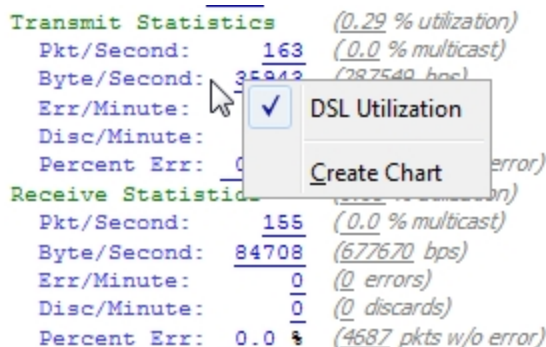 Transmit Statistics (0.29 % utilization)
Pkt/Second: 163 (0.0 % multicast)
Byte/Second: 35943 (287549 bps)
Err/Minute:
DSL Utilization
Disc/Minute:
Percent Err: error)
Create Chart
Receive
Pkt/Second: 155 (0.0 % multicast)
Byte/Second: 84708 (677670 bps)
Err/Minute: 0 (0 errors)
Disc/Minute: 0 (0 discards)
Percent Err: 0.0 % (4687 pkts w/o error)